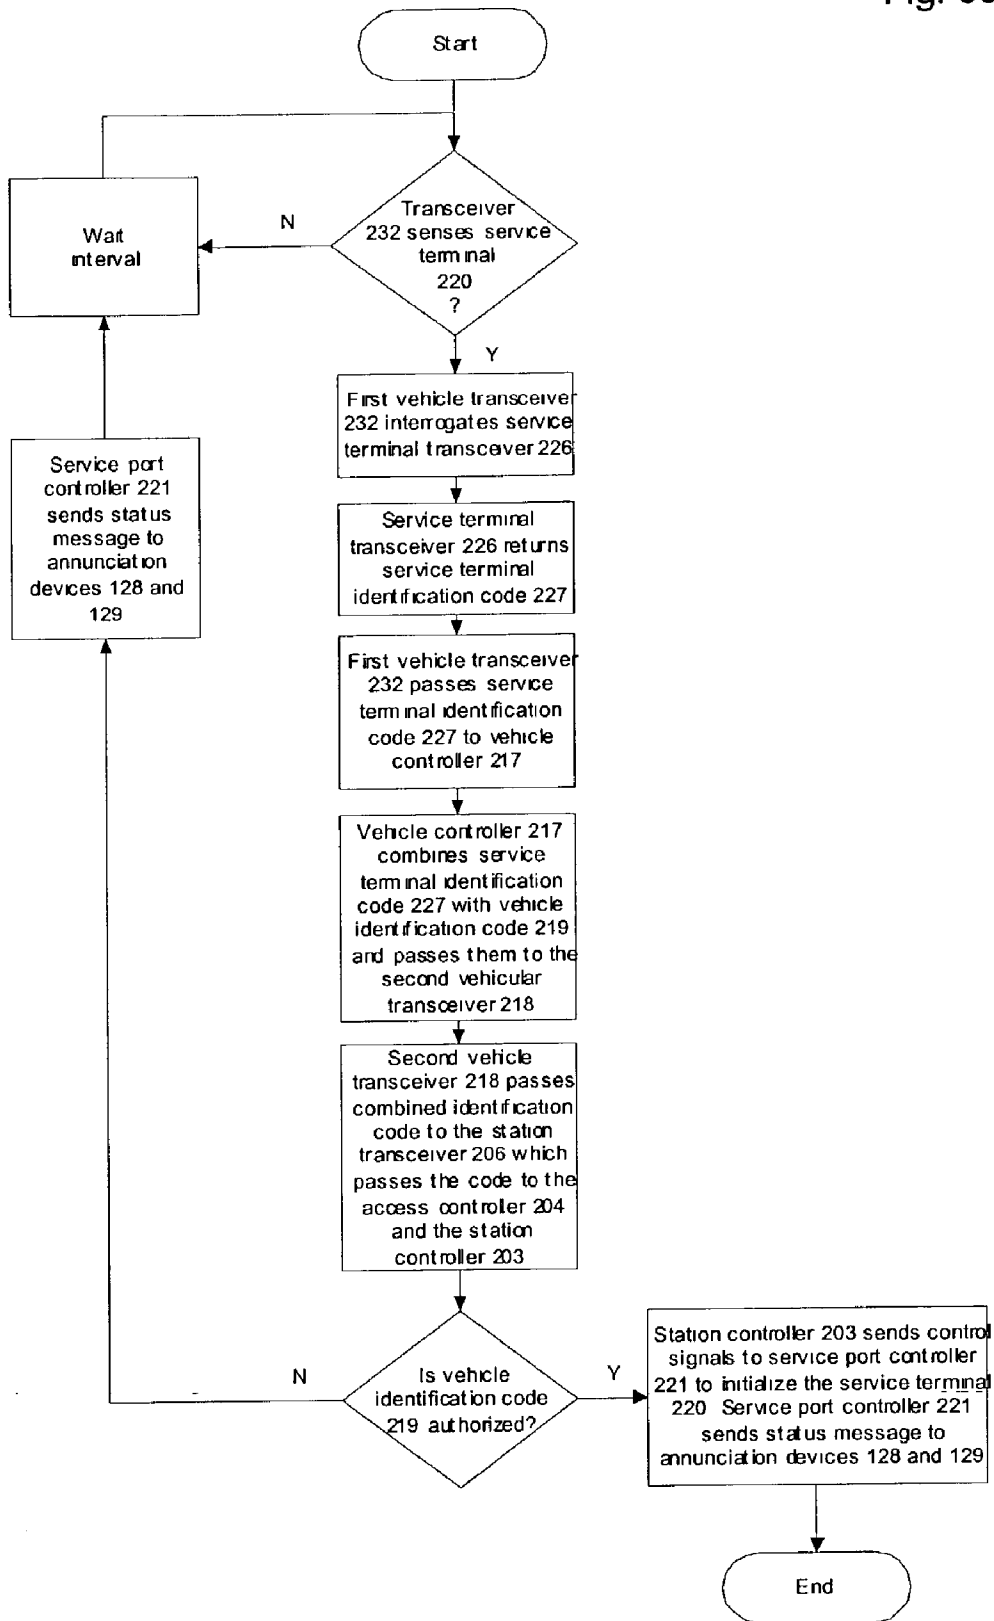 Fig.
Start
Transceiver
232 senses service
terminal
220
?
N
Wait
interval
Y
First vehicle transceiver
232 interrogates service
terminal transceiver 226
Service port
controller 221
sends status
message to
annunciation
devices 128 and
129
Service terminal
transceiver 226 returns
service terminal
identification code 227
First vehicle transceiver
232 passes service
terminal identification
code 227 to vehicle
controller 217
Vehicle controller 217
combines service
terminal identification
code 227 with vehicle
identification code 219
and passes them to the
second vehicular
transceiver 218
Second vehicle
transceiver 218 passes
combined identification
code to the station
transceiver 206 which
passes the code to the
access controller 204
and the station
controller 203
Is vehicle
identification code
219 authorized?
N
Y
Station controller 203 sends control
signals to service port controller
221 to initialize the service terminal
220 Service port controller 221
sends status message to
annunciation devices 128 and 129
End